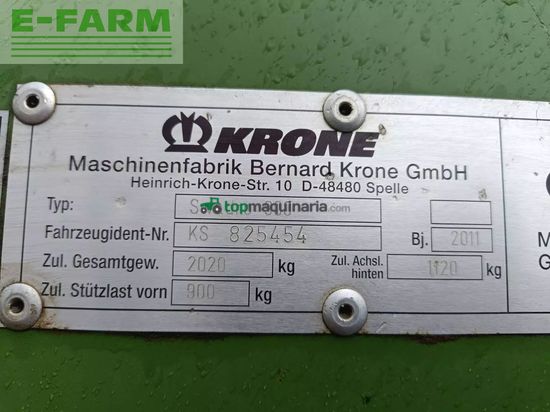 E-FARM
KRONE
Maschinenfabrik Bernard Krone GmbH
Heinrich-Krone-Str. 10 D-48480 Spelle
Typ:
topmaquinaria.com
Fahrzeugident-Nr. KS 825454 Bj. 2011
Zul. Gesamtgew. 2020 kg Zul. Achsl. hinten 1120 kg
Zul. Stützlast vorn 900 kg